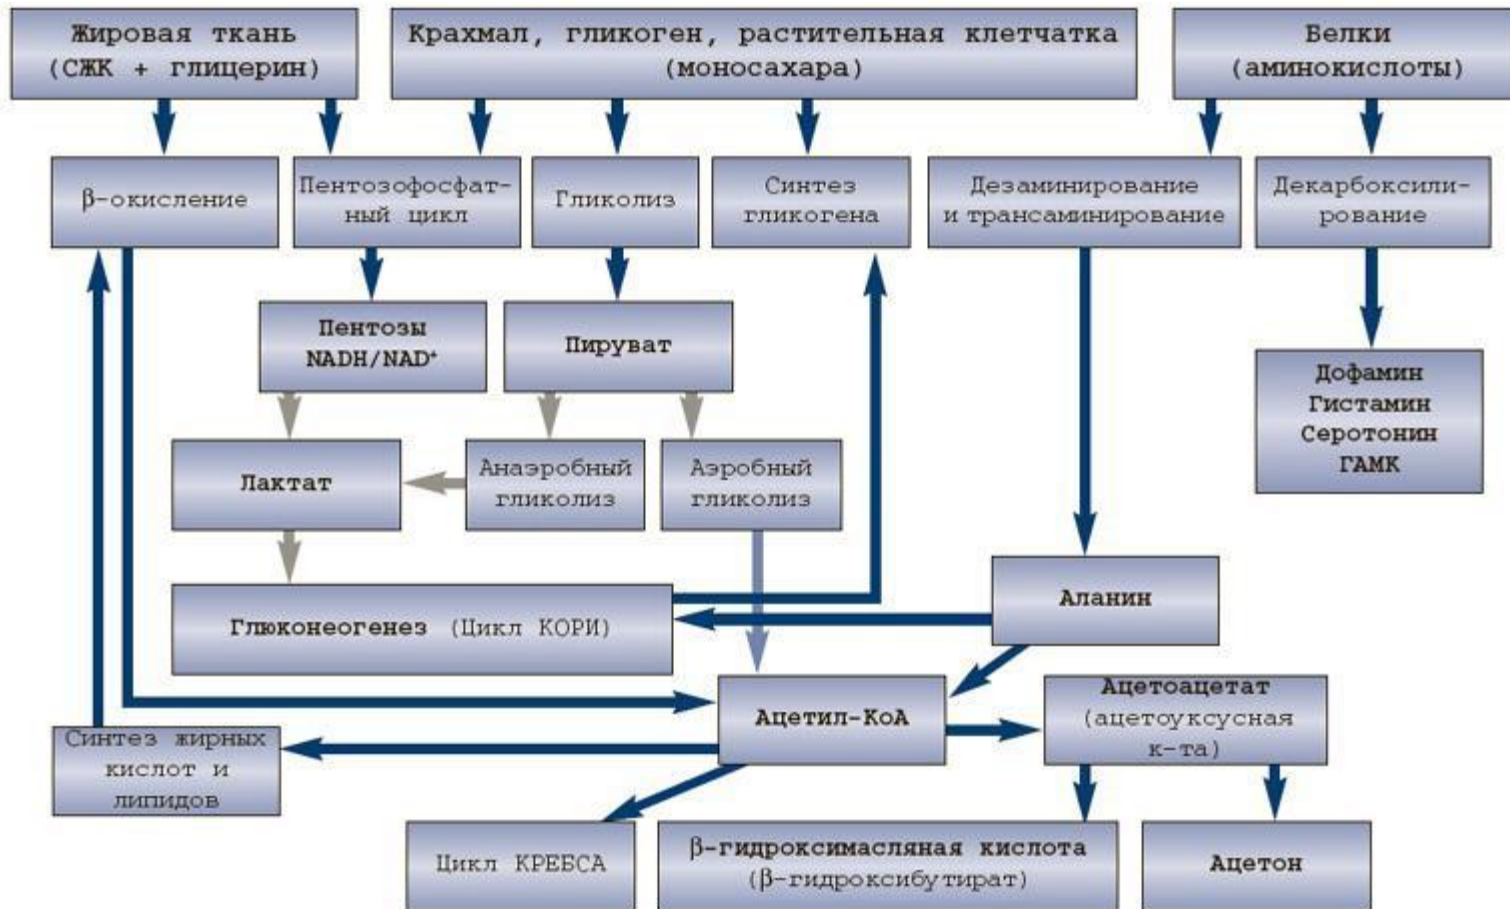 Жировая ткань
(СЖК + глицерин)
Крахмал, гликоген, растительная клетчатка
(моносахара)
Белки
(аминокислоты)
β-окисление
Пентозофосфат-
ный цикл
Гликолиз
Синтез
гликогена
Дезаминирование
и трансаминирование
Декарбоксили-
рование
Пентозы
NADH/NAD⁺
Пируват
Дофамин
Гистамин
Серотонин
ГАМК
Лактат
Анаэробный
гликолиз
Аэробный
гликолиз
Глюконеогенез (Цикл КОРИ)
Аланин
Ацетил-КоА
Ацетоацетат
(ацетоуксусная
к-та)
Синтез жирных
кислот и
липидов
Цикл КРЕБСА
β-гидроксимасляная кислота
(β-гидроксибутират)
Ацетон